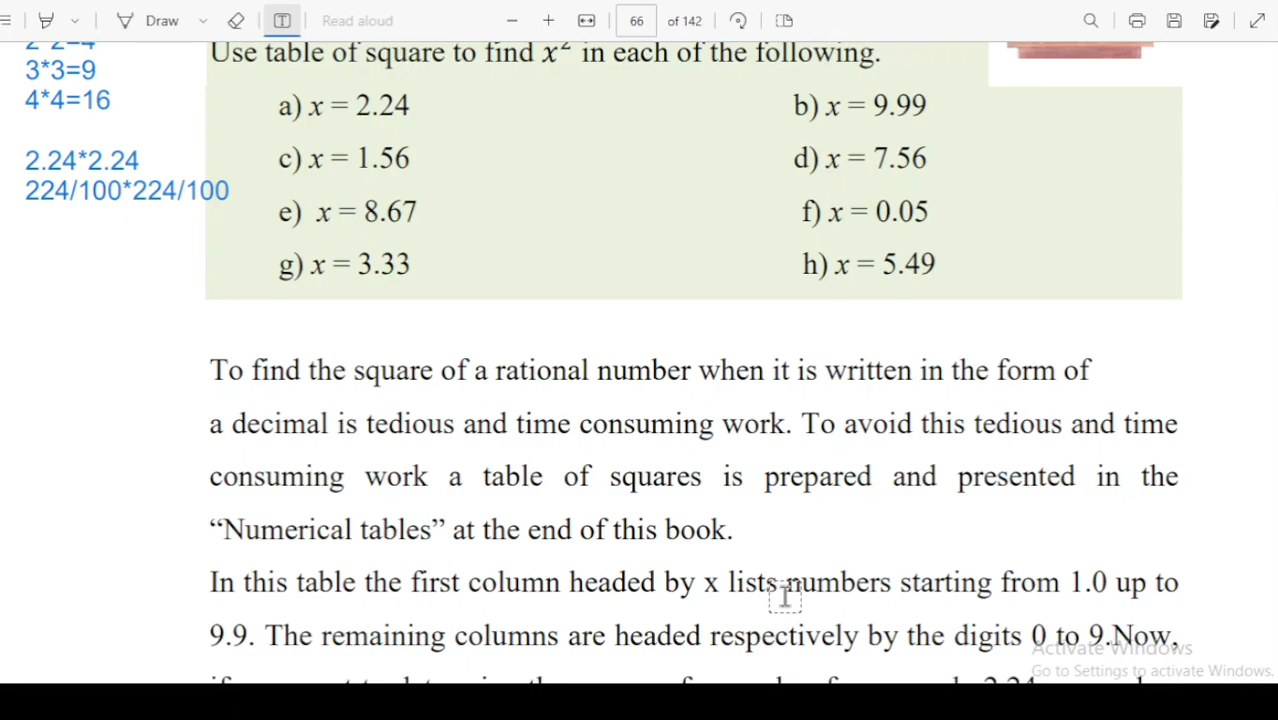 Draw
Read aloud
66
of 142
2*2=4
3*3=9
4*4=16
2.24*2.24
224/100*224/100
Use table of square to find x² in each of the following.
a) x = 2.24
b) x = 9.99
c) x = 1.56
d) x = 7.56
e) x = 8.67
f) x = 0.05
g) x = 3.33
h) x = 5.49
To find the square of a rational number when it is written in the form of
a decimal is tedious and time consuming work. To avoid this tedious and time
consuming work a table of squares is prepared and presented in the
“Numerical tables” at the end of this book.
In this table the first column headed by x lists numbers starting from 1.0 up to
9.9. The remaining columns are headed respectively by the digits 0 to 9.Now,
Activate Windows
Go to Settings to activate Windows.